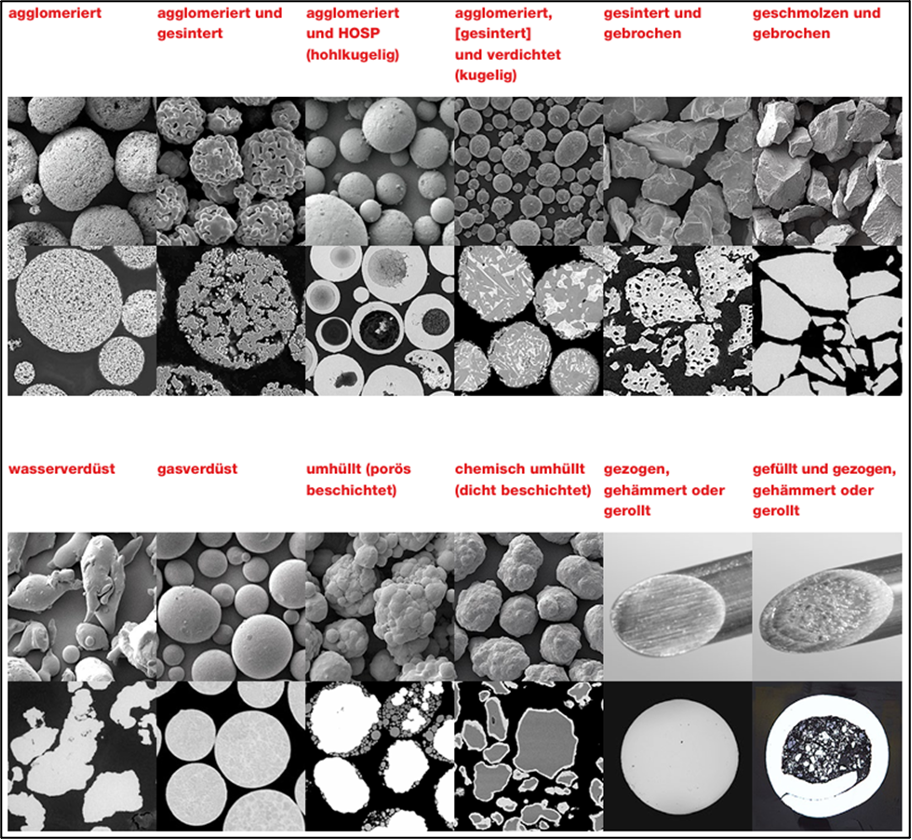 agglomeriert
agglomeriert und
gesintert
agglomeriert
und HOSP
(hohlkugelig)
agglomeriert,
[gesintert]
und verdichtet
(kugelig)
gesintert und
gebrochen
geschmolzen und
gebrochen
wasserverdüst
gasverdüst
umhüllt (porös
beschichtet)
chemisch umhüllt
(dicht beschichtet)
gezogen,
gehämmert oder
gerollt
gefüllt und gezogen,
gehämmert oder
gerollt